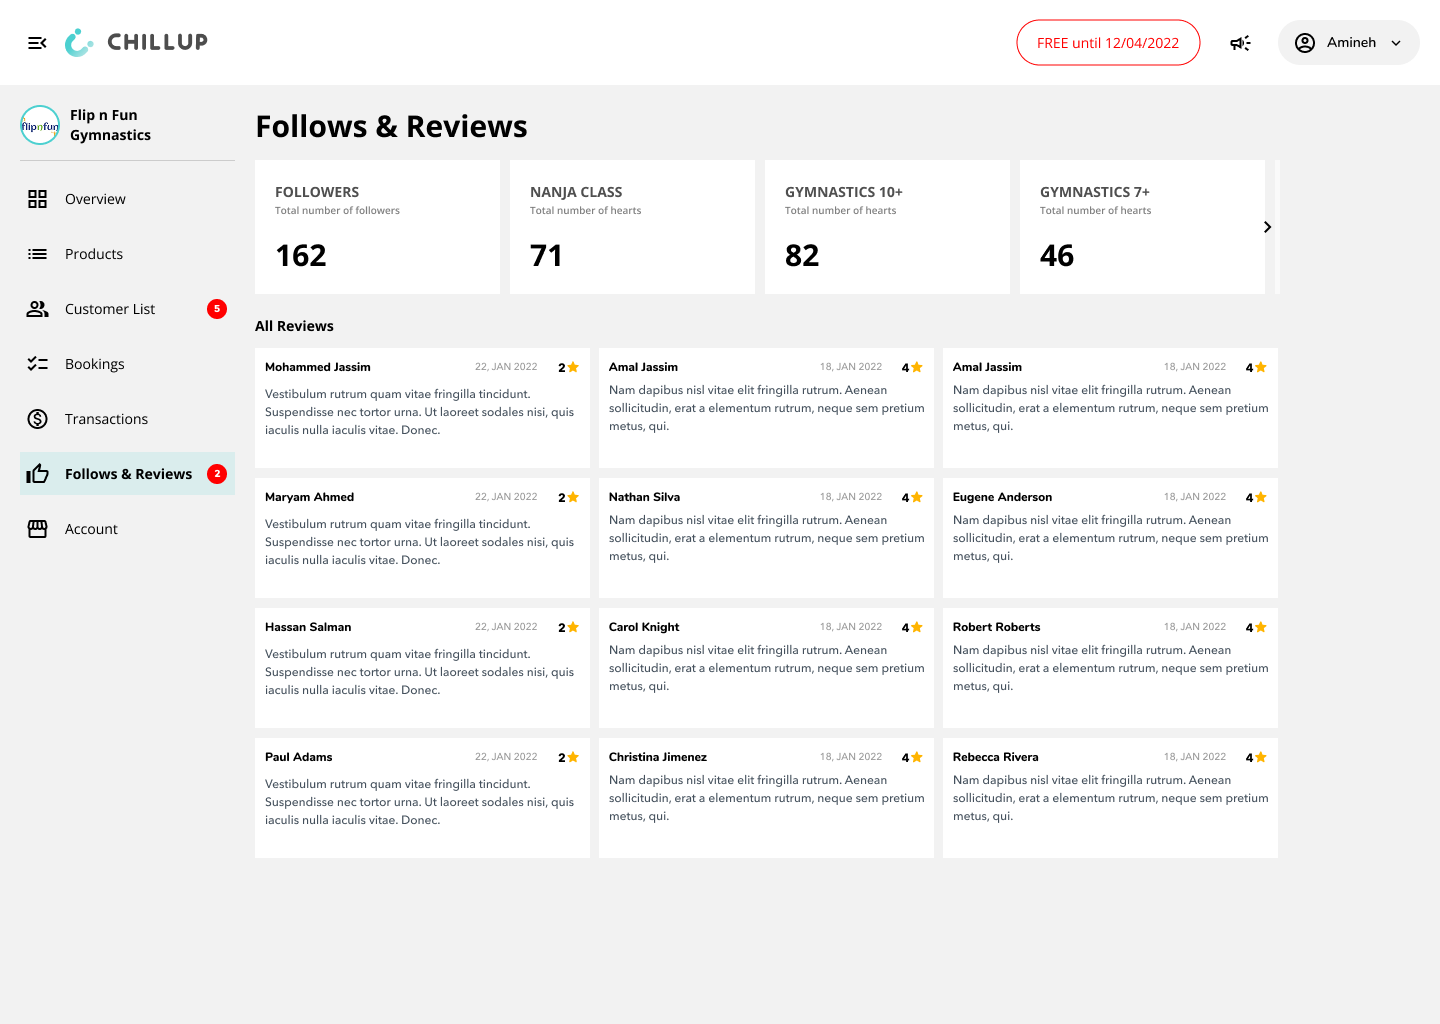 CHILLUP
FREE until 12/04/2022
Amineh
flipnfun
Flip n Fun
Gymnastics
Overview
Products
Customer List
5
Bookings
Transactions
Follows & Reviews
2
Account
Follows & Reviews
FOLLOWERS
Total number of followers
162
NANJA CLASS
Total number of hearts
71
GYMNASTICS 10+
Total number of hearts
82
GYMNASTICS 7+
Total number of hearts
46
All Reviews
Mohammed Jassim 22, JAN 2022 2
Vestibulum rutrum quam vitae fringilla tincidunt.
Suspendisse nec tortor urna. Ut laoreet sodales nisi, quis
iaculis nulla iaculis vitae. Donec.
Amal Jassim 18, JAN 2022 4
Nam dapibus nisl vitae elit fringilla rutrum. Aenean
sollicitudin, erat a elementum rutrum, neque sem pretium
metus, qui.
Amal Jassim 18, JAN 2022 4
Nam dapibus nisl vitae elit fringilla rutrum. Aenean
sollicitudin, erat a elementum rutrum, neque sem pretium
metus, qui.
Maryam Ahmed 22, JAN 2022 2
Vestibulum rutrum quam vitae fringilla tincidunt.
Suspendisse nec tortor urna. Ut laoreet sodales nisi, quis
iaculis nulla iaculis vitae. Donec.
Nathan Silva 18, JAN 2022 4
Nam dapibus nisl vitae elit fringilla rutrum. Aenean
sollicitudin, erat a elementum rutrum, neque sem pretium
metus, qui.
Eugene Anderson 18, JAN 2022 4
Nam dapibus nisl vitae elit fringilla rutrum. Aenean
sollicitudin, erat a elementum rutrum, neque sem pretium
metus, qui.
Hassan Salman 22, JAN 2022 2
Vestibulum rutrum quam vitae fringilla tincidunt.
Suspendisse nec tortor urna. Ut laoreet sodales nisi, quis
iaculis nulla iaculis vitae. Donec.
Carol Knight 18, JAN 2022 4
Nam dapibus nisl vitae elit fringilla rutrum. Aenean
sollicitudin, erat a elementum rutrum, neque sem pretium
metus, qui.
Robert Roberts 18, JAN 2022 4
Nam dapibus nisl vitae elit fringilla rutrum. Aenean
sollicitudin, erat a elementum rutrum, neque sem pretium
metus, qui.
Paul Adams 22, JAN 2022 2
Vestibulum rutrum quam vitae fringilla tincidunt.
Suspendisse nec tortor urna. Ut laoreet sodales nisi, quis
iaculis nulla iaculis vitae. Donec.
Christina Jimenez 18, JAN 2022 4
Nam dapibus nisl vitae elit fringilla rutrum. Aenean
sollicitudin, erat a elementum rutrum, neque sem pretium
metus, qui.
Rebecca Rivera 18, JAN 2022 4
Nam dapibus nisl vitae elit fringilla rutrum. Aenean
sollicitudin, erat a elementum rutrum, neque sem pretium
metus, qui.